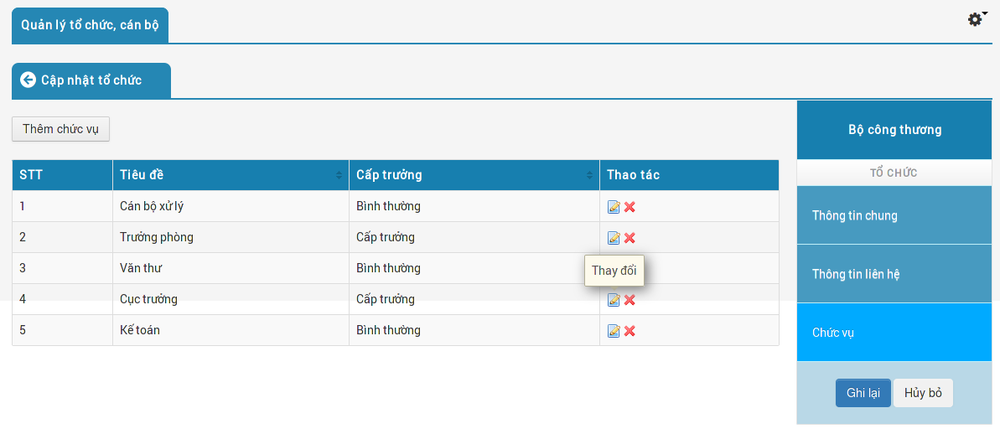 Quản lý tổ chức, cán bộ
Cập nhật tổ chức
Thêm chức vụ
STT Tiêu đề Cấp trưởng Thao tác
1 Cán bộ xử lý Bình thường
2 Trưởng phòng Cấp trưởng
3 Văn thư Bình thường
Thay đổi
4 Cục trưởng Cấp trưởng
5 Kế toán Bình thường
Bộ công thương
TỔ CHỨC
Thông tin chung
Thông tin liên hệ
Chức vụ
Ghi lại Hủy bỏ